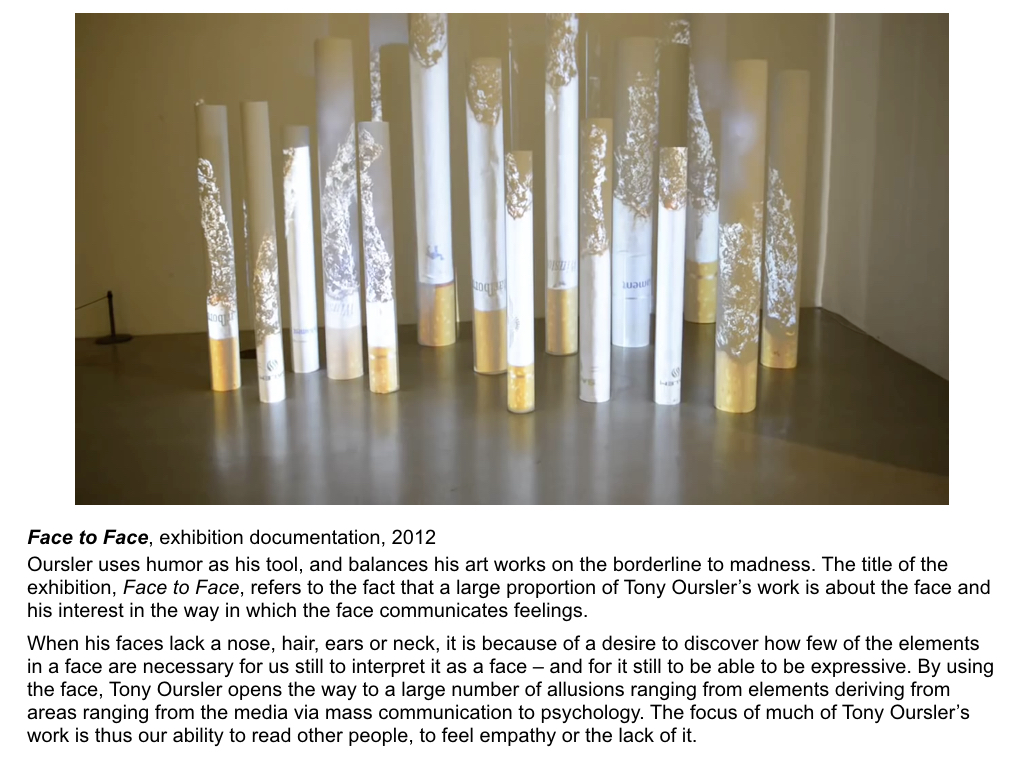 Face to Face, exhibition documentation, 2012
Oursler uses humor as his tool, and balances his art works on the borderline to madness. The title of the
exhibition, Face to Face, refers to the fact that a large proportion of Tony Oursler’s work is about the face and
his interest in the way in which the face communicates feelings.
When his faces lack a nose, hair, ears or neck, it is because of a desire to discover how few of the elements
in a face are necessary for us still to interpret it as a face – and for it still to be able to be expressive. By using
the face, Tony Oursler opens the way to a large number of allusions ranging from elements deriving from
areas ranging from the media via mass communication to psychology. The focus of much of Tony Oursler’s
work is thus our ability to read other people, to feel empathy or the lack of it.